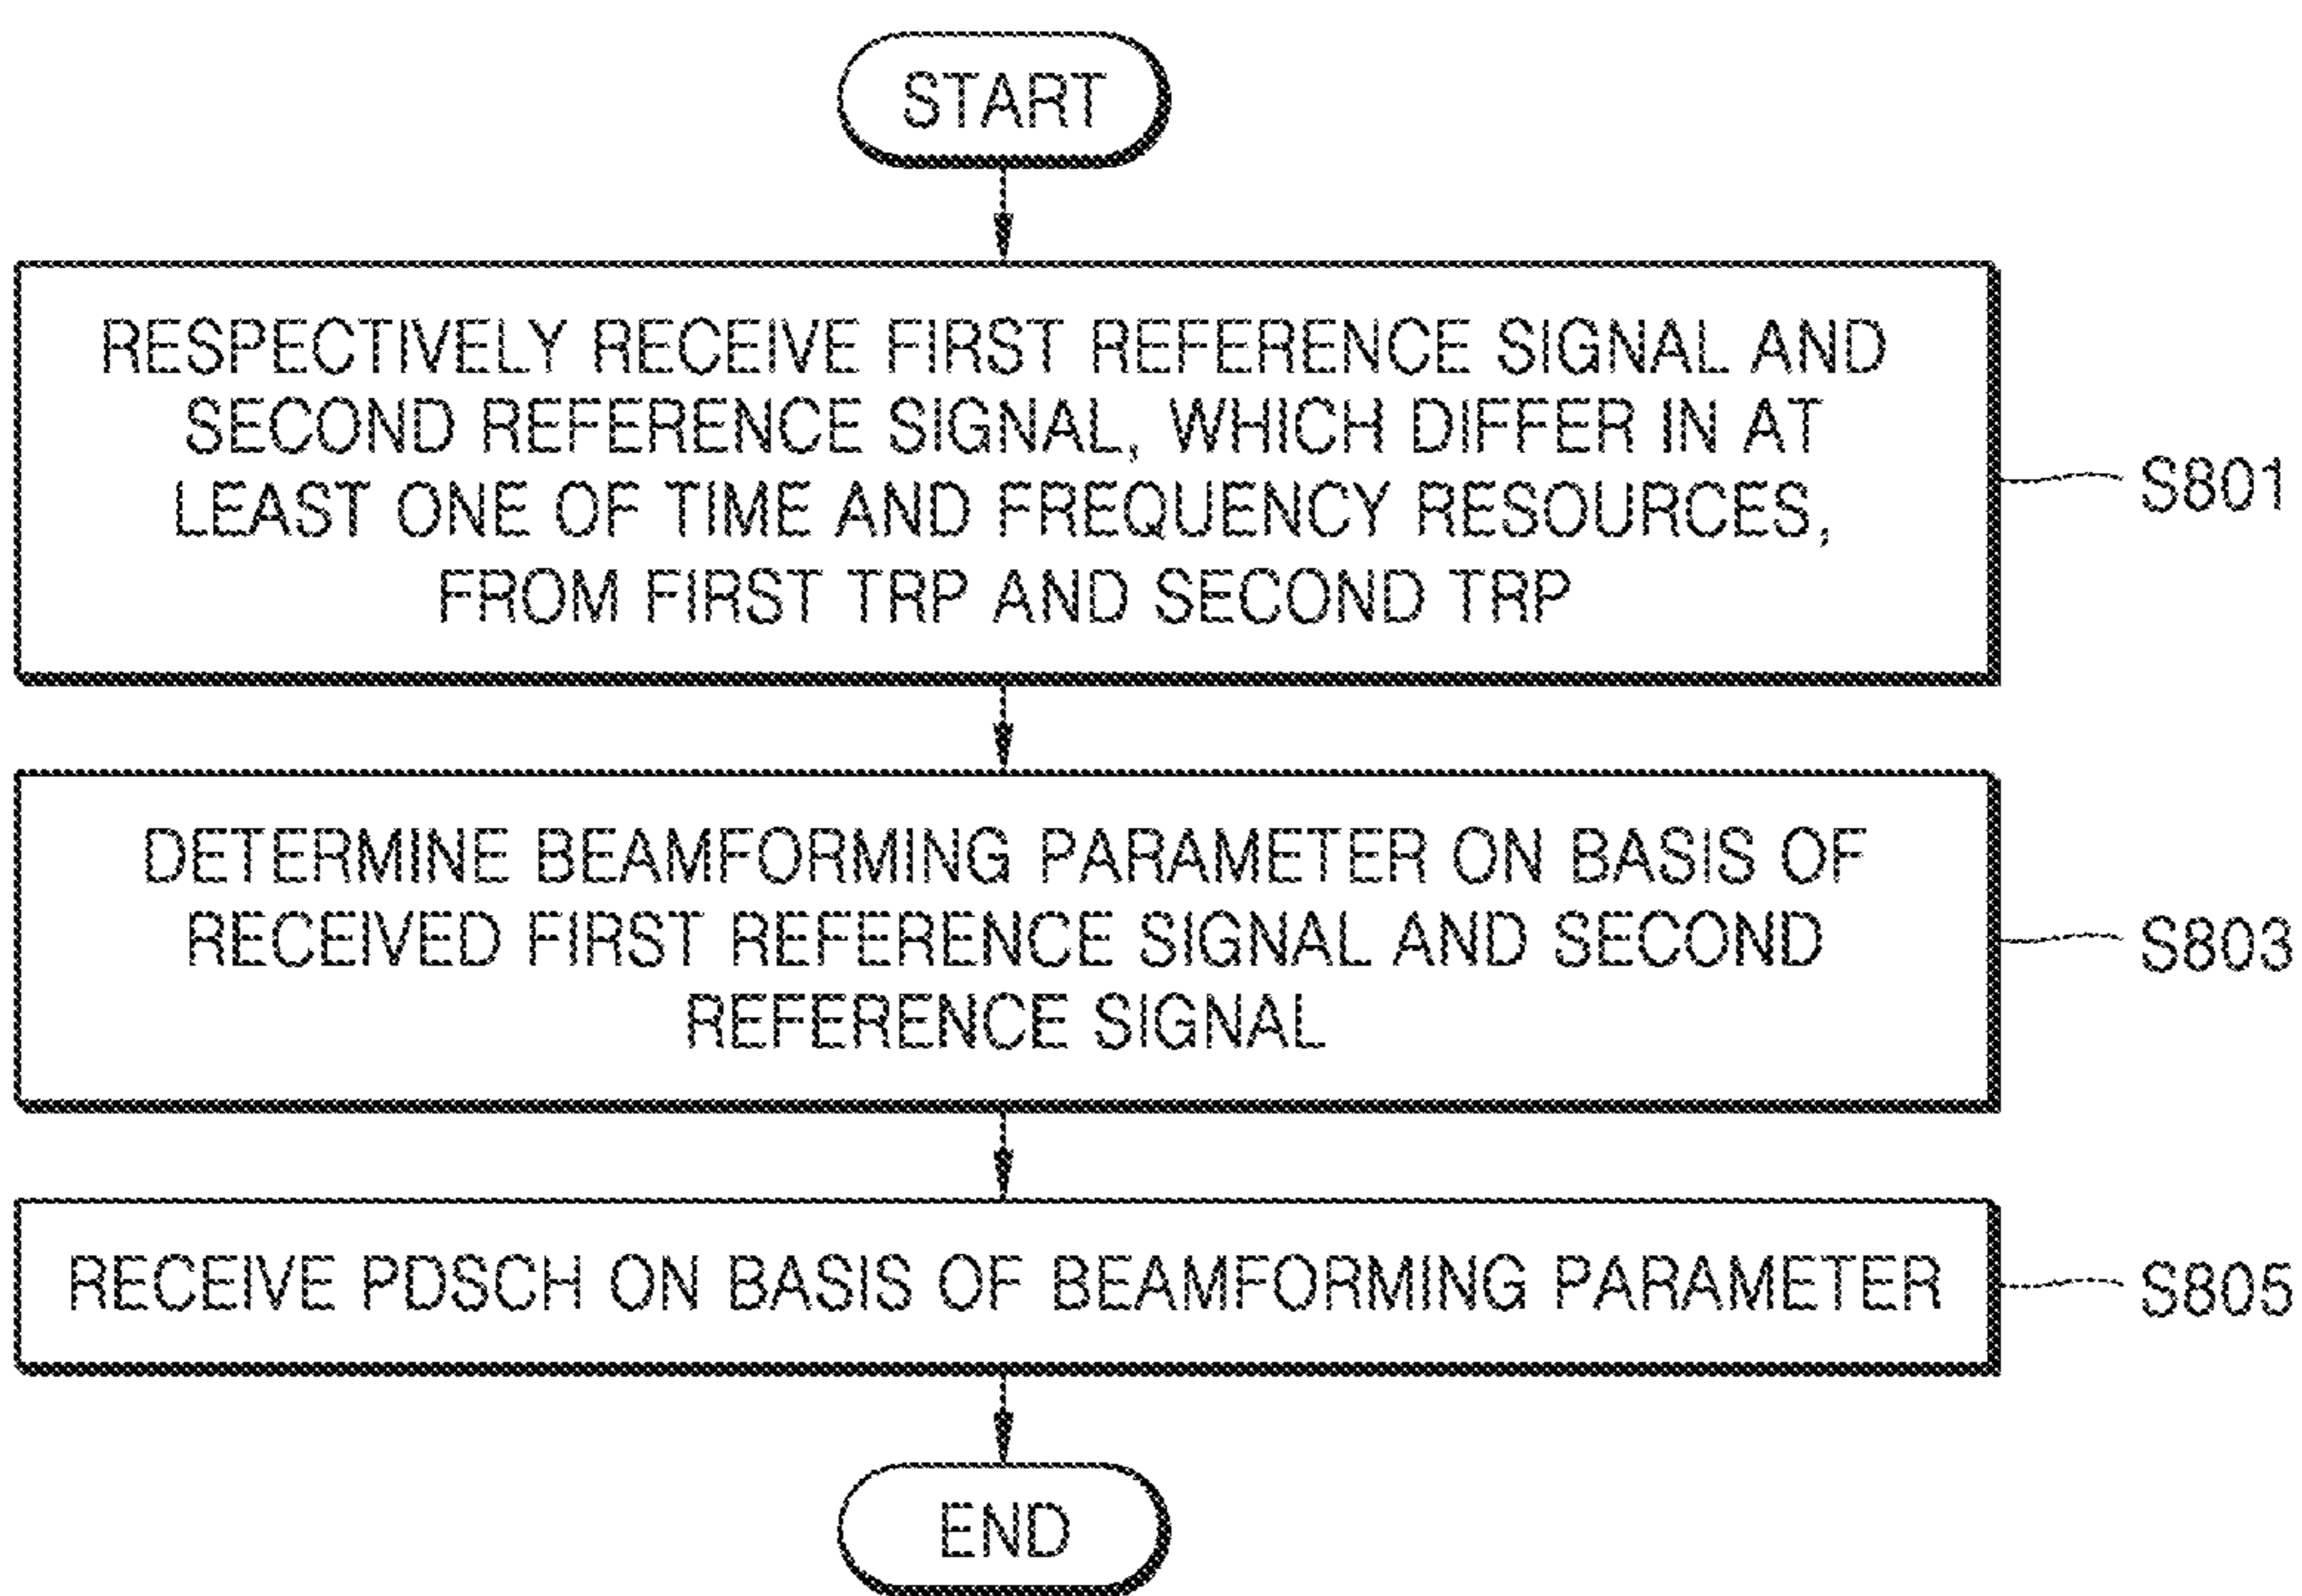 START
RESPECTIVELY RECEIVE FIRST REFERENCE SIGNAL AND
SECOND REFERENCE SIGNAL, WHICH DIFFER IN AT
LEAST ONE OF TIME AND FREQUENCY RESOURCES,
FROM FIRST TRP AND SECOND TRP
S801
DETERMINE BEAMFORMING PARAMETER ON BASIS OF
RECEIVED FIRST REFERENCE SIGNAL AND SECOND
REFERENCE SIGNAL
S803
RECEIVE PDSCH ON BASIS OF BEAMFORMING PARAMETER
S805
END